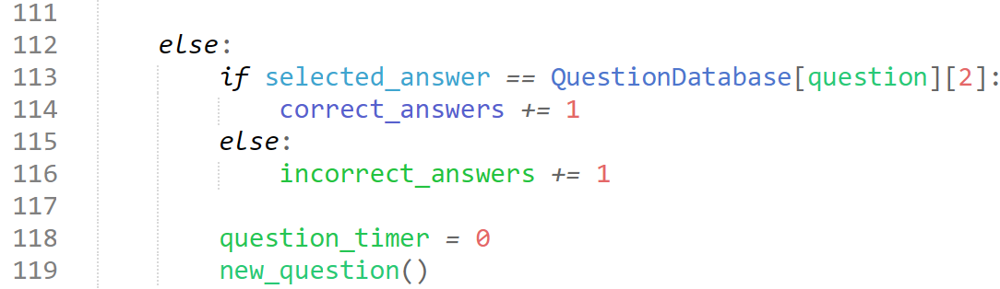 111
112 else:
113 if selected_answer == QuestionDatabase[question][2]:
114 correct_answers += 1
115 else:
116 incorrect_answers += 1
117
118 question_timer = 0
119 new_question()